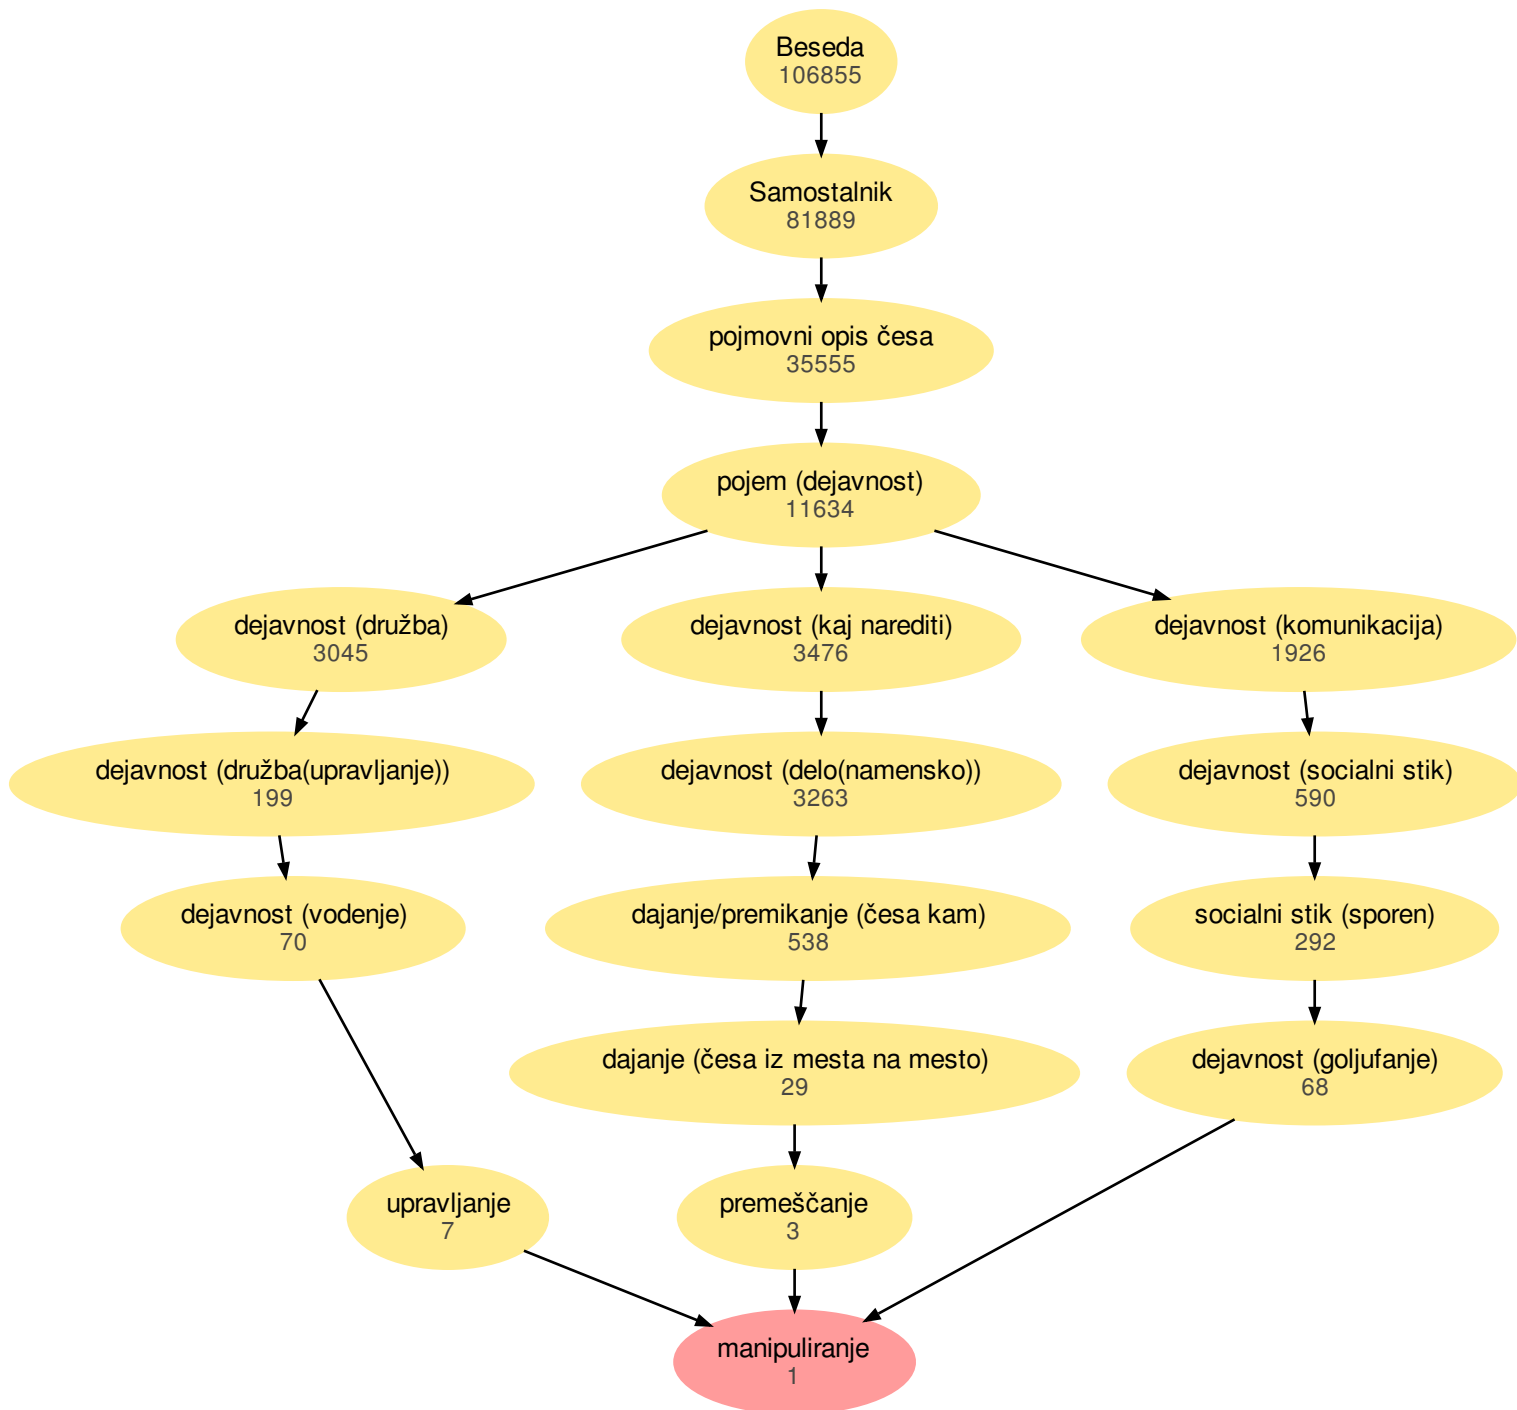 Beseda
106855
Samostalnik
81889
pojmovni opis česa
35555
pojem (dejavnost)
11634
dejavnost (družba)
3045
dejavnost (kaj narediti)
3476
dejavnost (komunikacija)
1926
dejavnost (družba(upravljanje))
199
dejavnost (delo(namensko))
3263
dejavnost (socialni stik)
590
dejavnost (vodenje)
70
dajanje/premikanje (česa kam)
538
socialni stik (sporen)
292
dajanje (česa iz mesta na mesto)
29
dejavnost (goljufanje)
68
upravljanje
7
premeščanje
3
manipuliranje
1